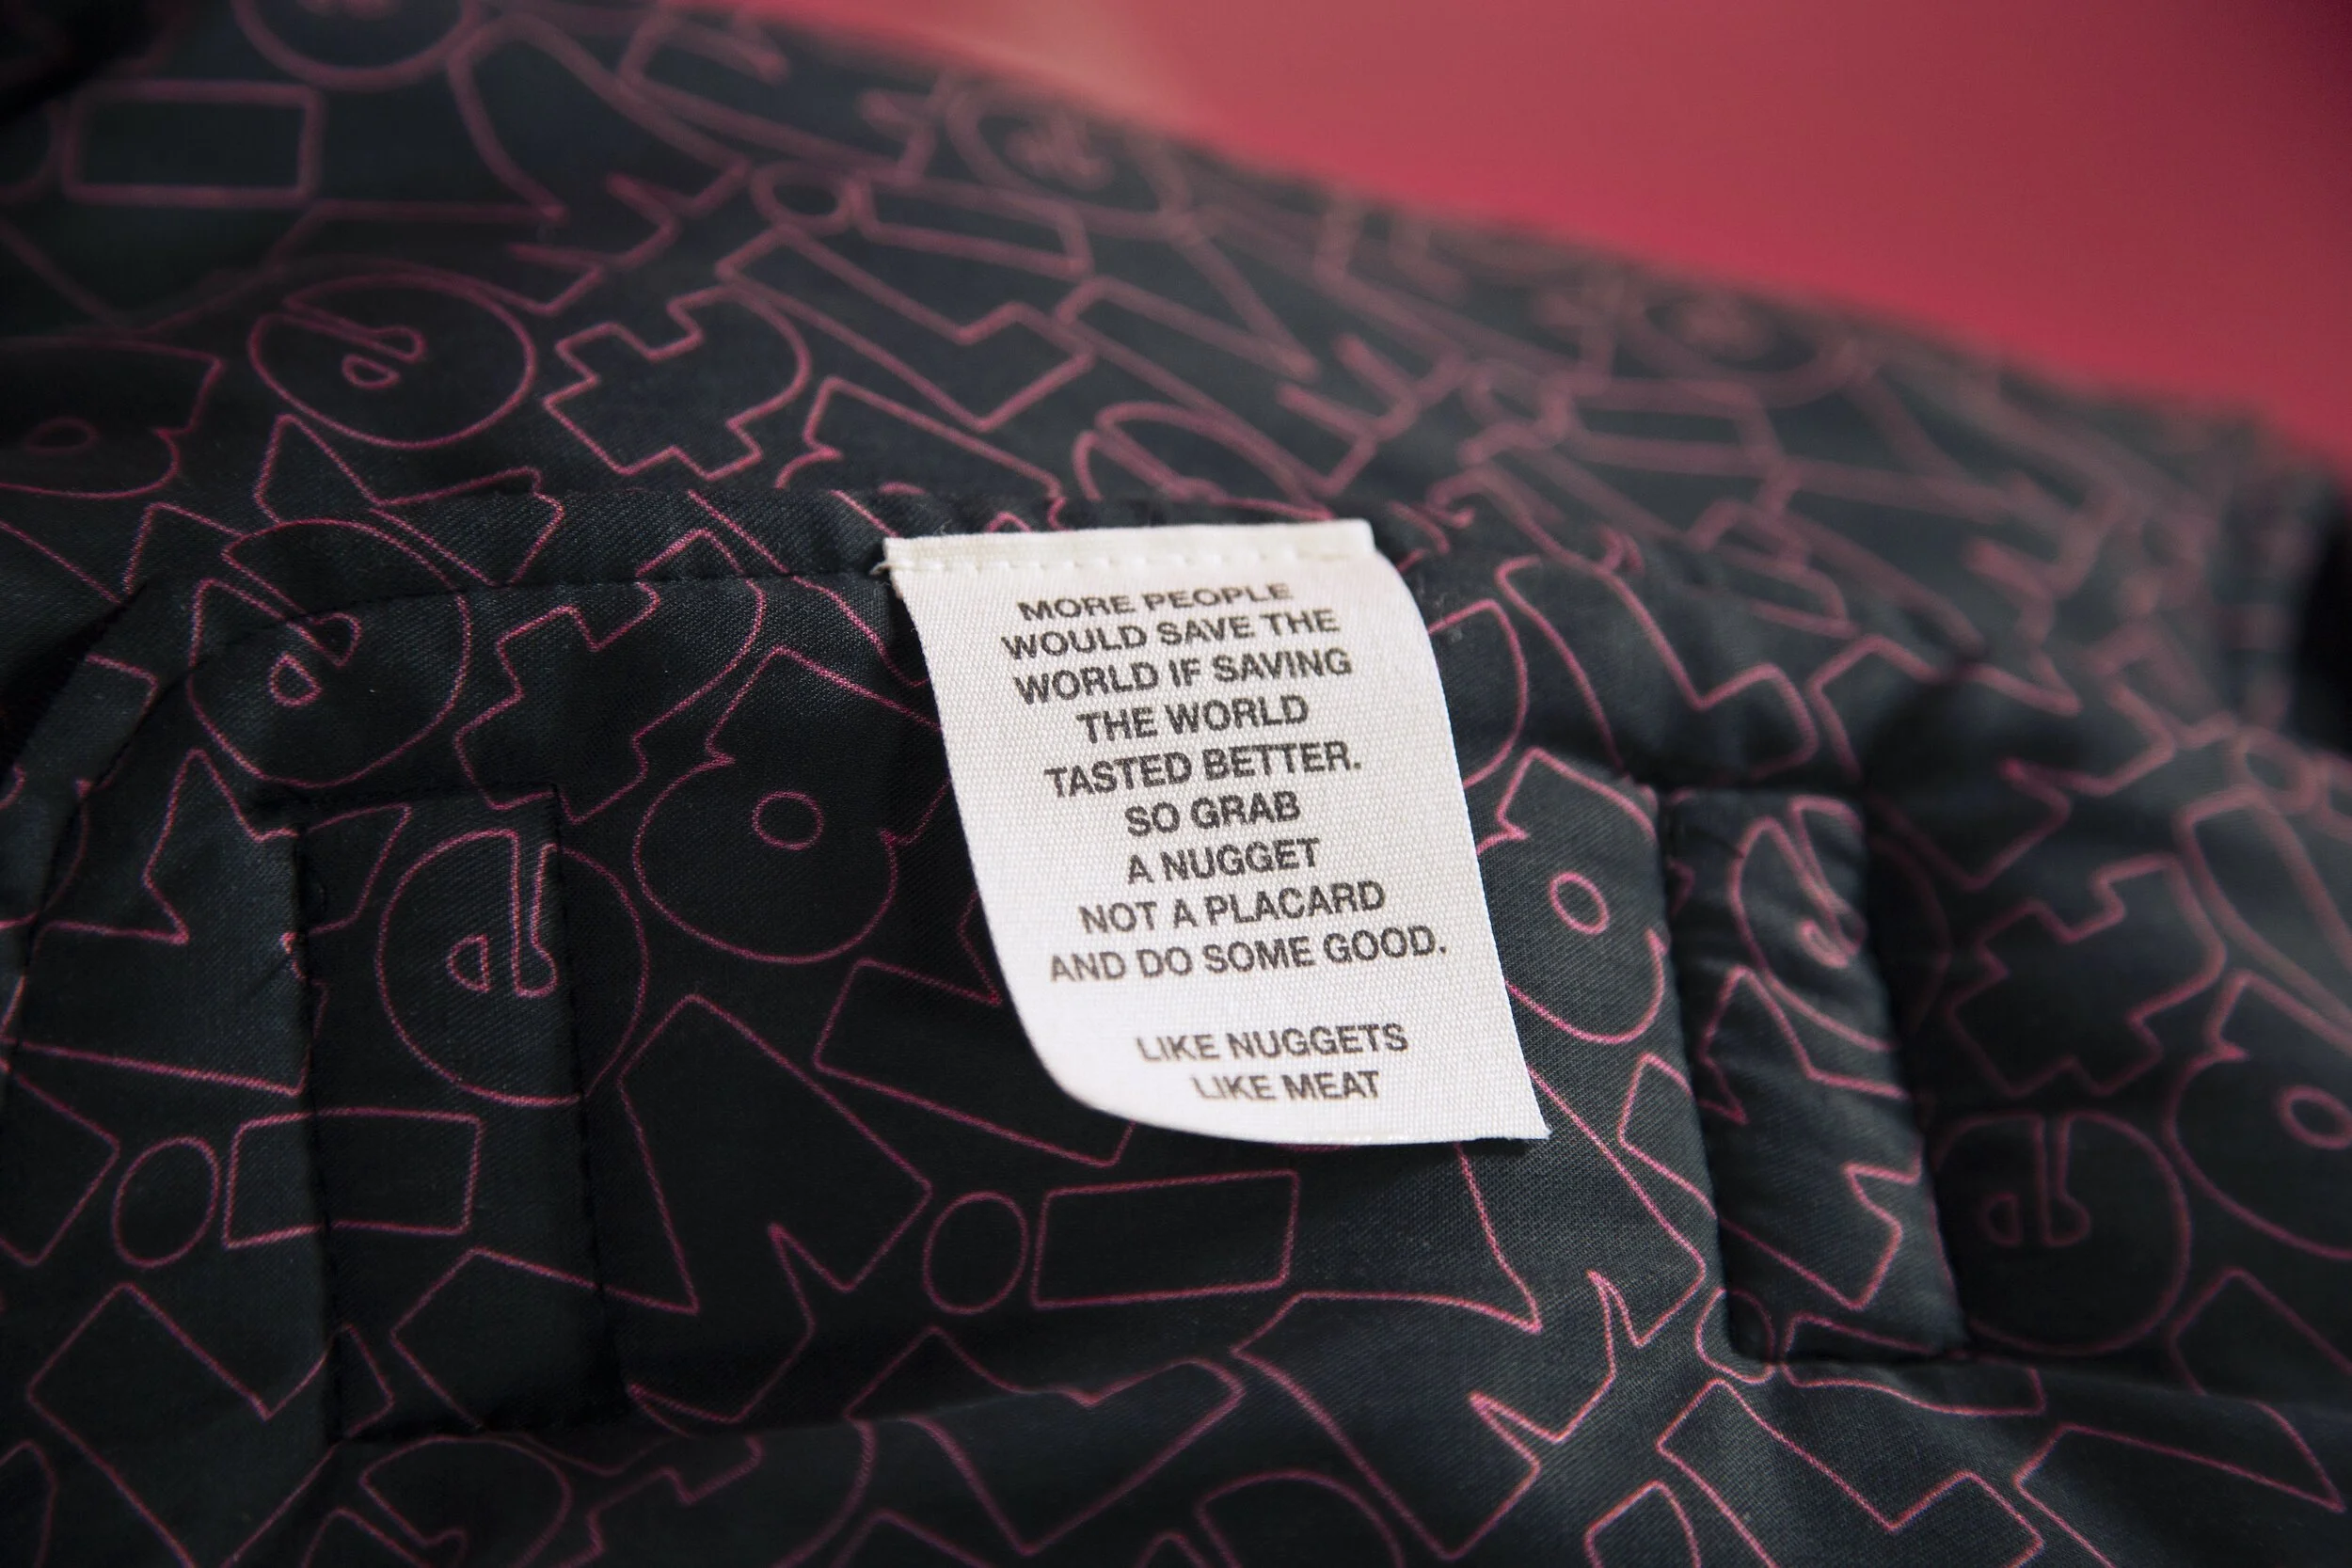 MORE PEOPLE
WOULD SAVE THE
WORLD IF SAVING
THE WORLD
TASTED BETTER.
SO GRAB
A NUGGET
NOT A PLACARD
AND DO SOME GOOD.
LIKE NUGGETS
LIKE MEAT